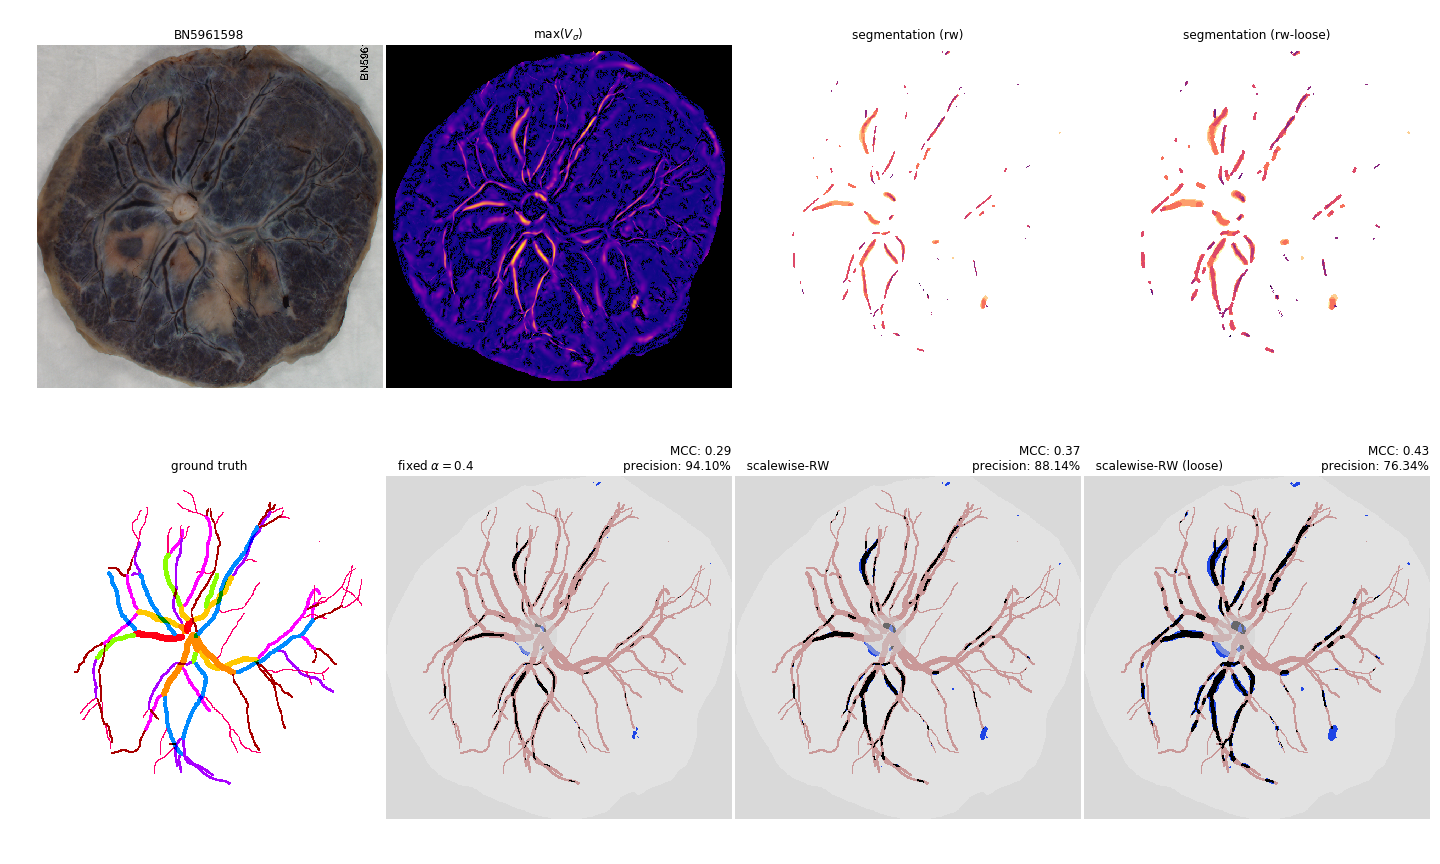 BN5961598
max(Vσ)
segmentation (rw)
segmentation (rw-loose)
BN596
ground truth
fixed α = 0.4
MCC: 0.29
precision: 94.10%
scalewise-RW
MCC: 0.37
precision: 88.14%
scalewise-RW (loose)
MCC: 0.43
precision: 76.34%